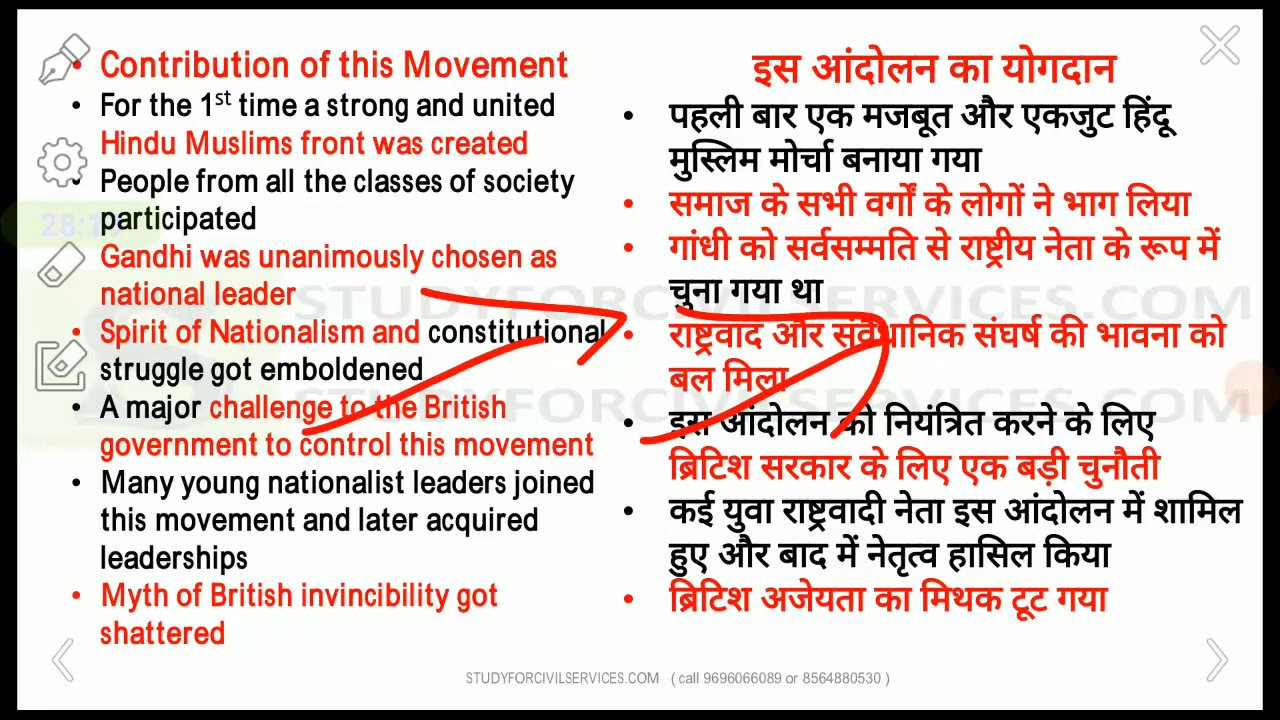 Contribution of this Movement
For the 1st time a strong and united
Hindu Muslims front was created
People from all the classes of society
participated
Gandhi was unanimously chosen as
national leader
Spirit of Nationalism and constitutional
struggle got emboldened
A major challenge to the British
government to control this movement
Many young nationalist leaders joined
this movement and later acquired
leaderships
Myth of British invincibility got
shattered
इस आंदोलन का योगदान
पहली बार एक मजबूत और एकजुट हिंदू
मुस्लिम मोर्चा बनाया गया
समाज के सभी वर्गों के लोगों ने भाग लिया
गांधी को सर्वसम्मति से राष्ट्रीय नेता के रूप में
चुना गया था
राष्ट्रवाद और संवैधानिक संघर्ष की भावना को
बल मिला
इस आंदोलन को नियंत्रित करने के लिए
ब्रिटिश सरकार के लिए एक बड़ी चुनौती
कई युवा राष्ट्रवादी नेता इस आंदोलन में शामिल
हुए और बाद में नेतृत्व हासिल किया
ब्रिटिश अजेयता का मिथक टूट गया
STUDYFORCIVILSERVICES.COM
STUDYFORCIVILSERVICES.COM
STUDYFORCIVILSERVICES.COM ( call 9696066089 or 8564880530 )